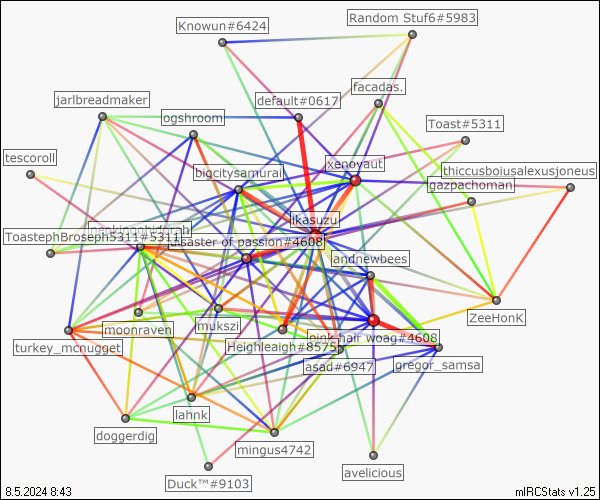 Random Stuf6#5983
Knowun#6424
facadas.
jarlbreadmaker
default#0617
ogshroom
Toast#5311
tescoroll
xenoyaut
thiccusboiusalexusjoneus
bigcitysamurai
gazpachoman
ikasuzu
ToastephBroseph5311#5311
disaster of passion#4608
andnewbees
ZeeHonK
moonraven
mukszi
pink hair woag#4608
turkey_mcnugget
Heighleaigh#8575
asad#6947
gregor_samsa
lahnk
doggerdig
mingus4742
avelicious
Duck™#9103
8.5.2024 8:43
mIRCStats v1.25